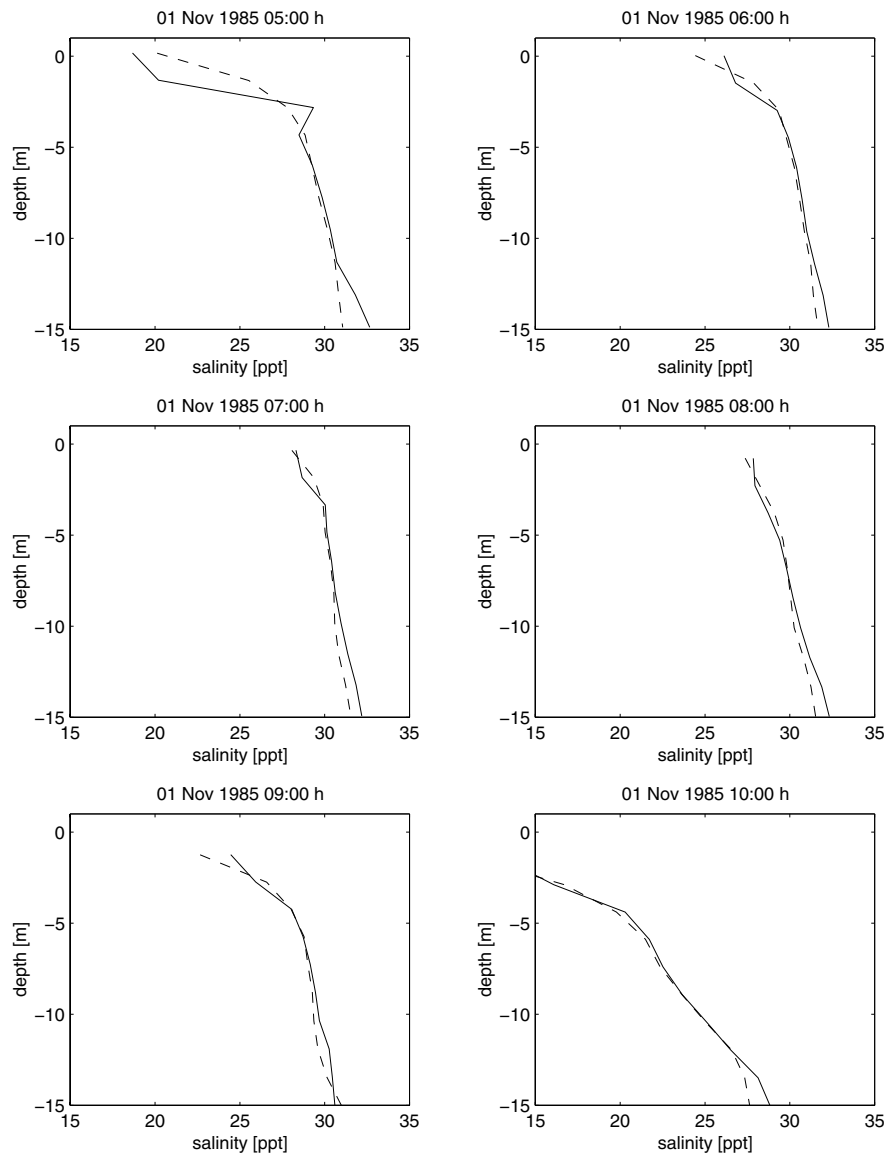 01 Nov 1985 05:00 h
0
−5
−10
−15
depth [m]
15 20 25 30 35
salinity [ppt]
01 Nov 1985 06:00 h
0
−5
−10
−15
depth [m]
15 20 25 30 35
salinity [ppt]
01 Nov 1985 07:00 h
0
−5
−10
−15
depth [m]
15 20 25 30 35
salinity [ppt]
01 Nov 1985 08:00 h
0
−5
−10
−15
depth [m]
15 20 25 30 35
salinity [ppt]
01 Nov 1985 09:00 h
0
−5
−10
−15
depth [m]
15 20 25 30 35
salinity [ppt]
01 Nov 1985 10:00 h
0
−5
−10
−15
depth [m]
15 20 25 30 35
salinity [ppt]